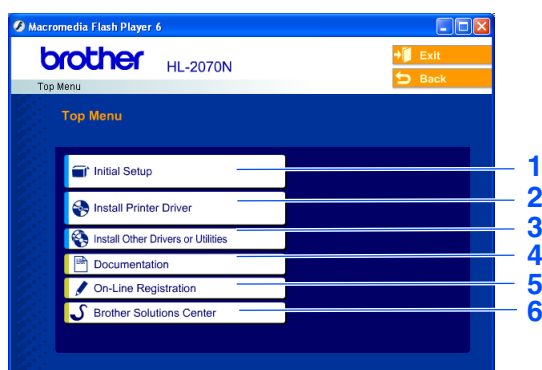 Macromedia Flash Player 6
brother HL-2070N
Exit
Back
Top Menu
Top Menu
Initial Setup 1
Install Printer Driver 2
Install Other Drivers or Utilities 3
Documentation 4
On-Line Registration 5
Brother Solutions Center 6